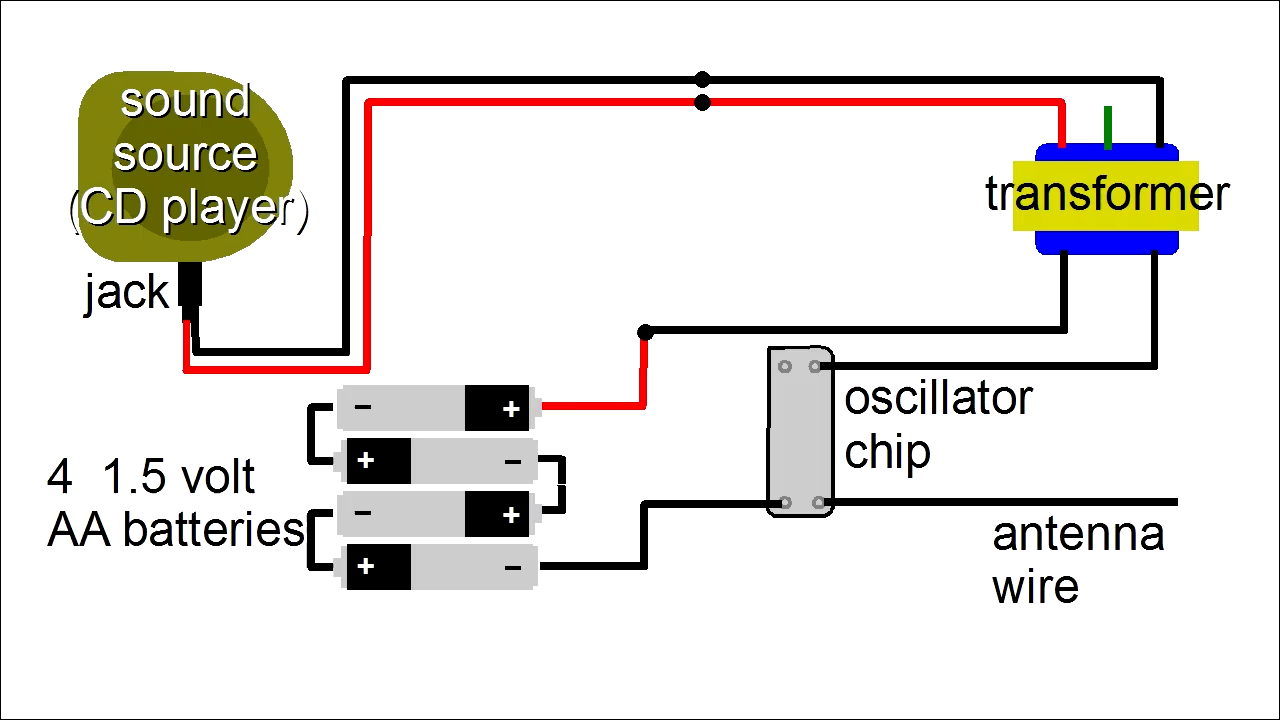 sound
source
(CD player)
jack
transformer
4  1.5 volt
AA batteries
− +
+ −
− +
+ −
oscillator
chip
antenna
wire